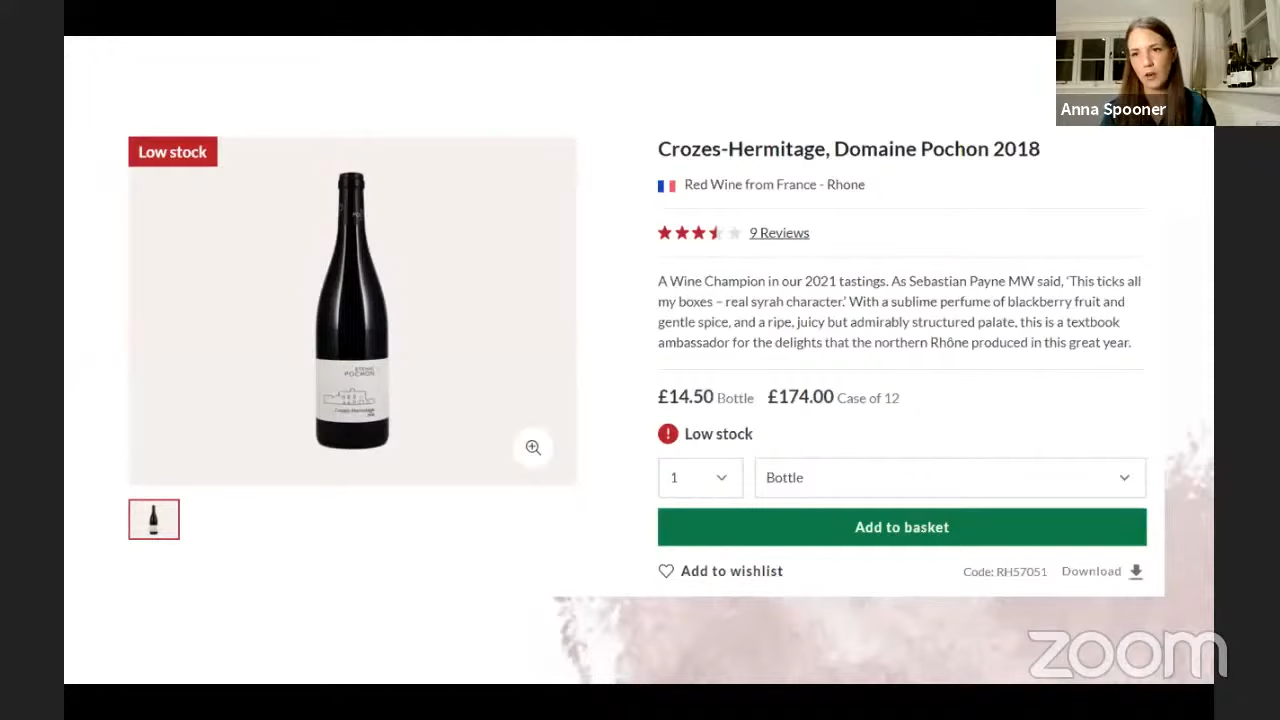 Anna Spooner
Low stock
Crozes-Hermitage, Domaine Pochon 2018
Red Wine from France - Rhone
9 Reviews
A Wine Champion in our 2021 tastings. As Sebastian Payne MW said, ‘This ticks all
my boxes – real syrah character.’ With a sublime perfume of blackberry fruit and
gentle spice, and a ripe, juicy but admirably structured palate, this is a textbook
ambassador for the delights that the northern Rhône produced in this great year.
£14.50 Bottle £174.00 Case of 12
Low stock
1
Bottle
Add to basket
Add to wishlist
Code: RH57051
Download
POCHON
Crozes-Hermitage
zoom